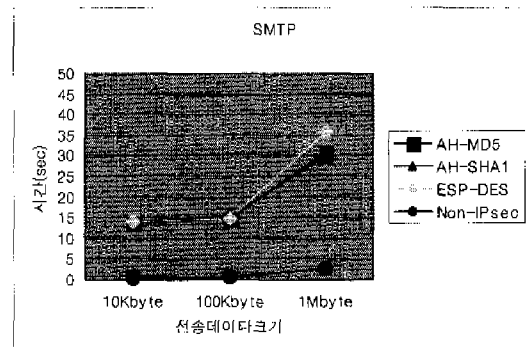 SMTP
50
45
40
35
30
25
20
15
10
5
0
시간(sec)
10Kbyte 100Kbyte 1Mbyte
전송데이타크기
AH-MD5
AH-SHA1
ESP-DES
Non-IPsec